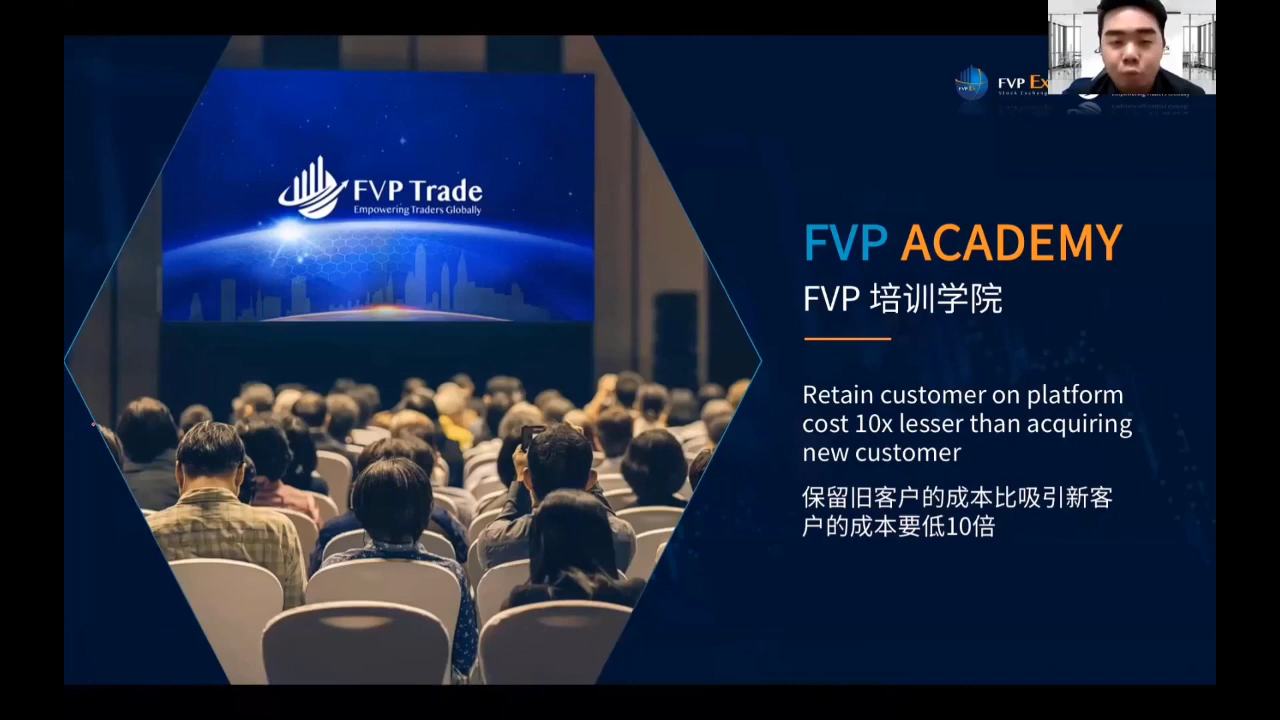 FVP Trade
Empowering Traders Globally
FVP Ex
FVP ACADEMY
FVP 培训学院
Retain customer on platform
cost 10x lesser than acquiring
new customer
保留旧客户的成本比吸引新客
户的成本要低10倍